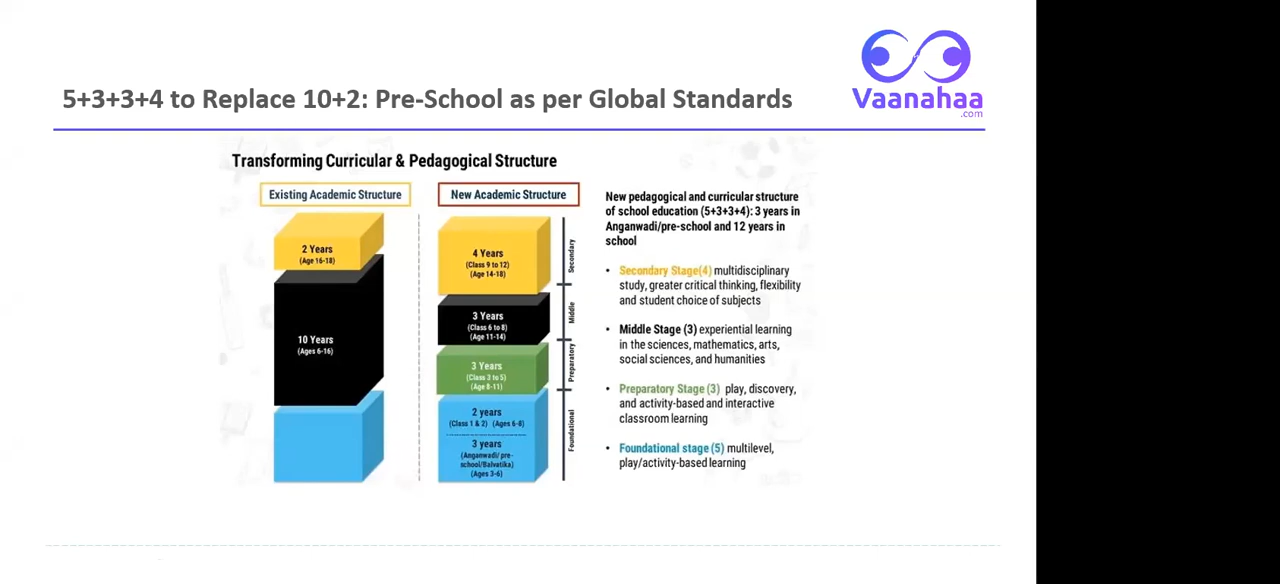 5+3+3+4 to Replace 10+2: Pre-School as per Global Standards
Vaanahaa
.com
Transforming Curricular & Pedagogical Structure
Existing Academic Structure
2 Years
(Age 16-18)
10 Years
(Ages 6-16)
New Academic Structure
4 Years
(Class 9 to 12)
(Age 14-18)
3 Years
(Class 6 to 8)
(Age 11-14)
3 Years
(Class 3 to 5)
(Age 8-11)
2 years
(Class 1 & 2) (Ages 6-8)
3 years
(Anganwadi/ pre-
school/Balvatika)
(Ages 3-6)
Secondary
Middle
Preparatory
Foundational
New pedagogical and curricular structure
of school education (5+3+3+4): 3 years in
Anganwadi/pre-school and 12 years in
school
• Secondary Stage(4) multidisciplinary
study, greater critical thinking, flexibility
and student choice of subjects
• Middle Stage (3) experiential learning
in the sciences, mathematics, arts,
social sciences, and humanities
• Preparatory Stage (3) play, discovery,
and activity-based and interactive
classroom learning
• Foundational stage (5) multilevel,
play/activity-based learning